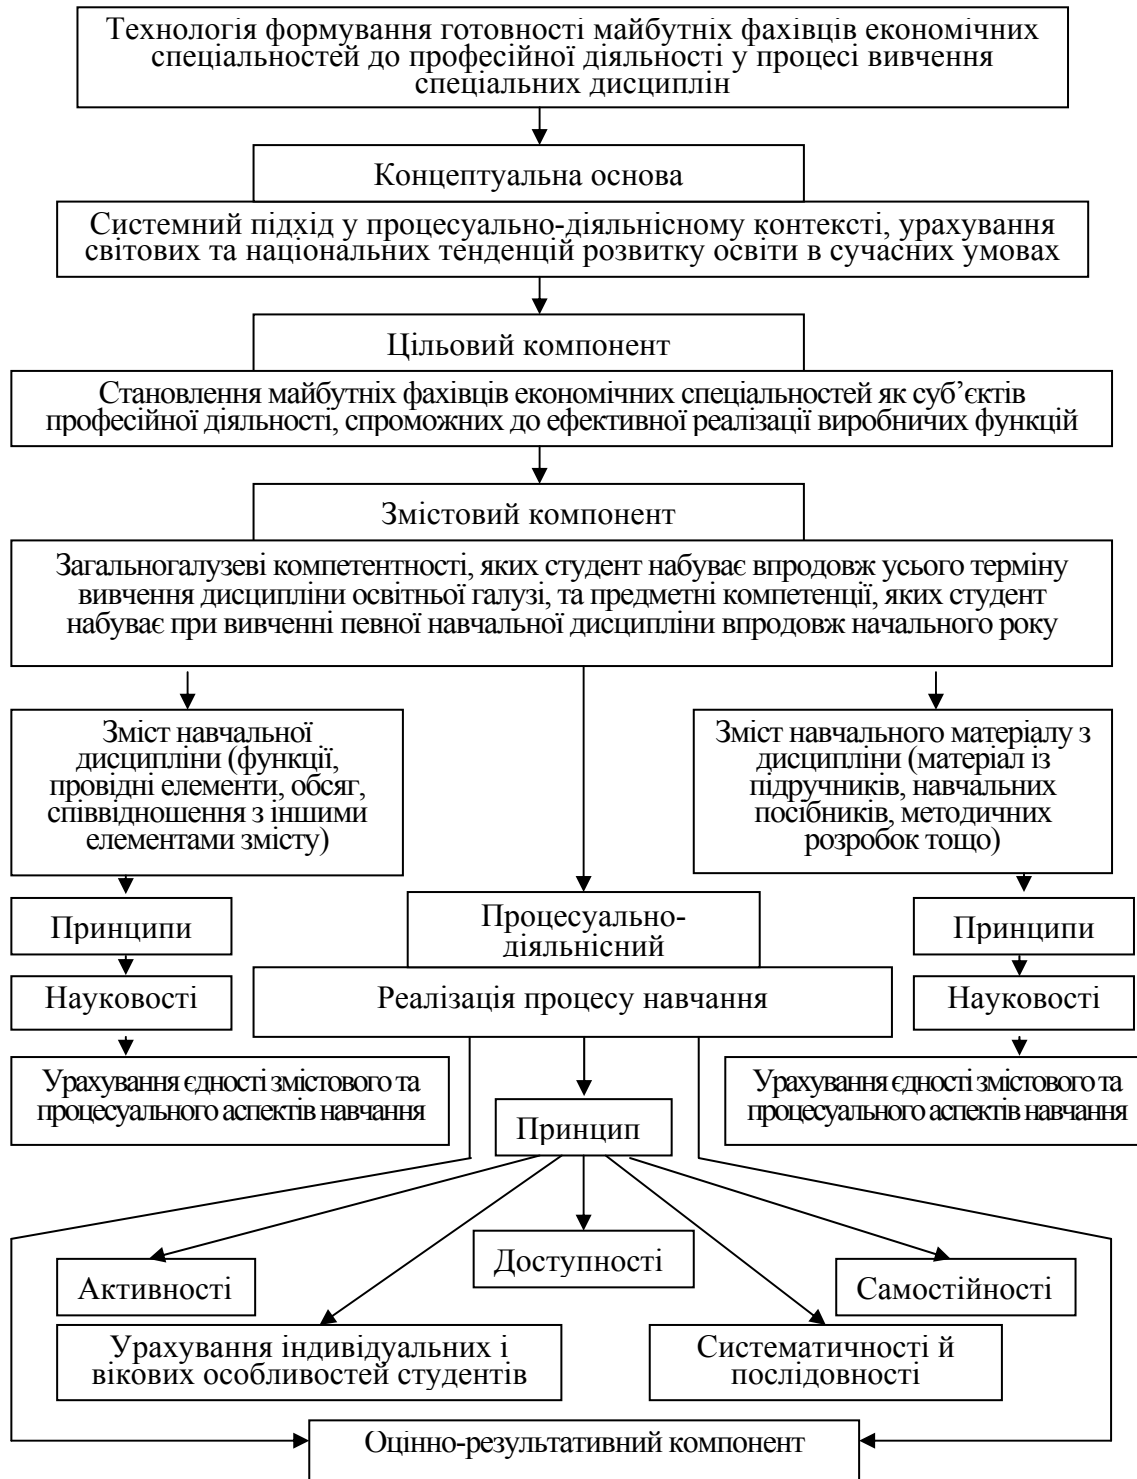 Технологія формування готовності майбутніх фахівців економічних
спеціальностей до професійної діяльності у процесі вивчення
спеціальних дисциплін
Концептуальна основа
Системний підхід у процесуально-діяльнісному контексті, урахування
світових та національних тенденцій розвитку освіти в сучасних умовах
Цільовий компонент
Становлення майбутніх фахівців економічних спеціальностей як суб’єктів
професійної діяльності, спроможних до ефективної реалізації виробничих функцій
Змістовий компонент
Загальногалузеві компетентності, яких студент набуває впродовж усього терміну
вивчення дисципліни освітньої галузі, та предметні компетенції, яких студент
набуває при вивченні певної навчальної дисципліни впродовж начального року
Зміст навчальної
дисципліни (функції,
провідні елементи, обсяг,
співвідношення з іншими
елементами змісту)
Зміст навчального матеріалу з
дисципліни (матеріал із
підручників, навчальних
посібників, методичних
розробок тощо)
Принципи
Процесуально-
діяльнісний
Принципи
Науковості
Реалізація процесу навчання
Науковості
Урахування єдності змістового та
процесуального аспектів навчання
Урахування єдності змістового та
процесуального аспектів навчання
Принцип
Активності
Доступності
Самостійності
Урахування індивідуальних і
вікових особливостей студентів
Систематичності й
послідовності
Оцінно-результативний компонент